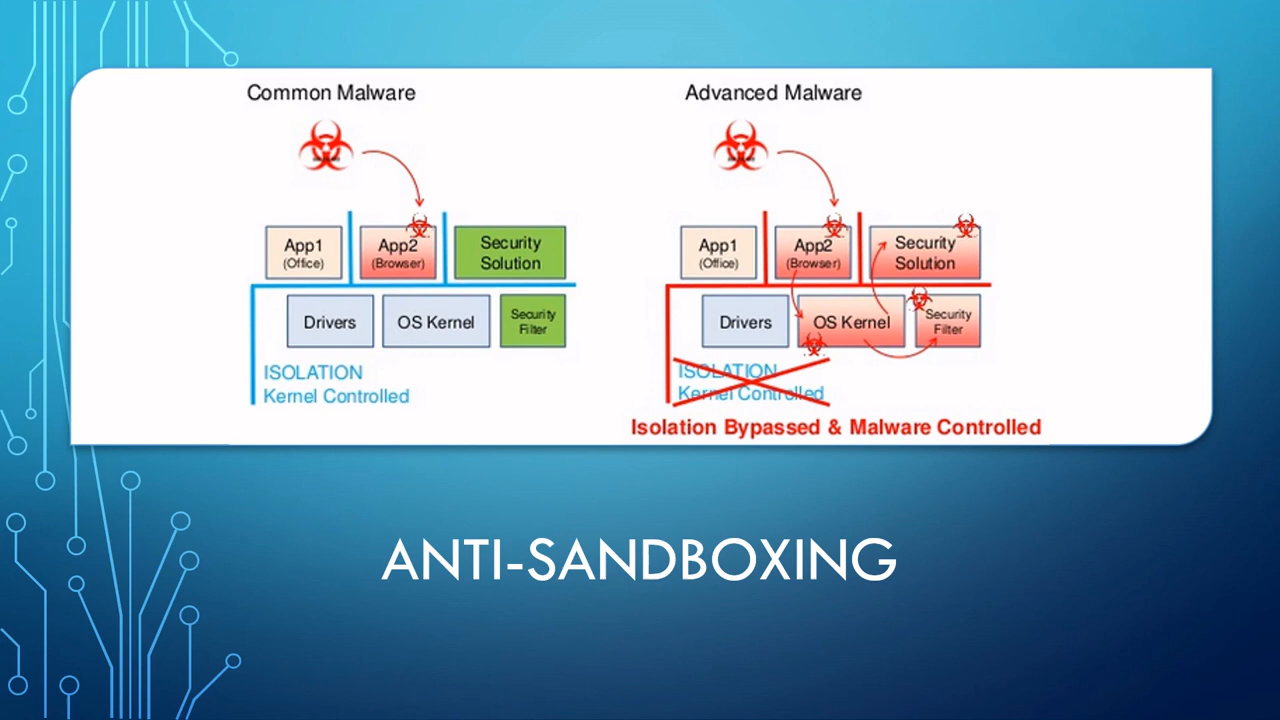 Common Malware
App1
(Office)
App2
(Browser)
Security
Solution
Drivers
OS Kernel
Security
Filter
ISOLATION
Kernel Controlled
Advanced Malware
App1
(Office)
App2
(Browser)
Security
Solution
Drivers
OS Kernel
Security
Filter
ISOLATION
Kernel Controlled
Isolation Bypassed & Malware Controlled
ANTI-SANDBOXING